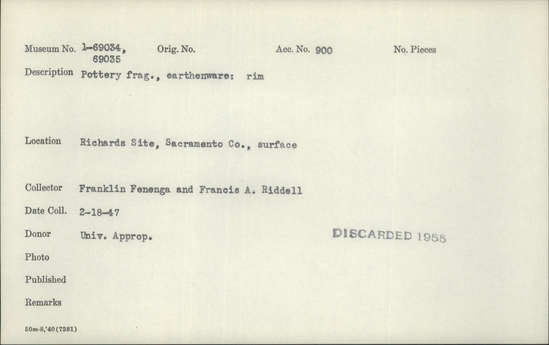 Museum No. 1-69034, Orig. No. Acc. No. 900 No. Pieces
69035
Description Pottery frag., earthenware: rim
Location Richards Site, Sacramento Co., surface
Collector Franklin Fenenga and Francis A. Riddell
Date Coll. 2-18-47
Donor Univ. Approp. DISCARDED 1955
Photo
Published
Remarks
50m-8,'40(7381)